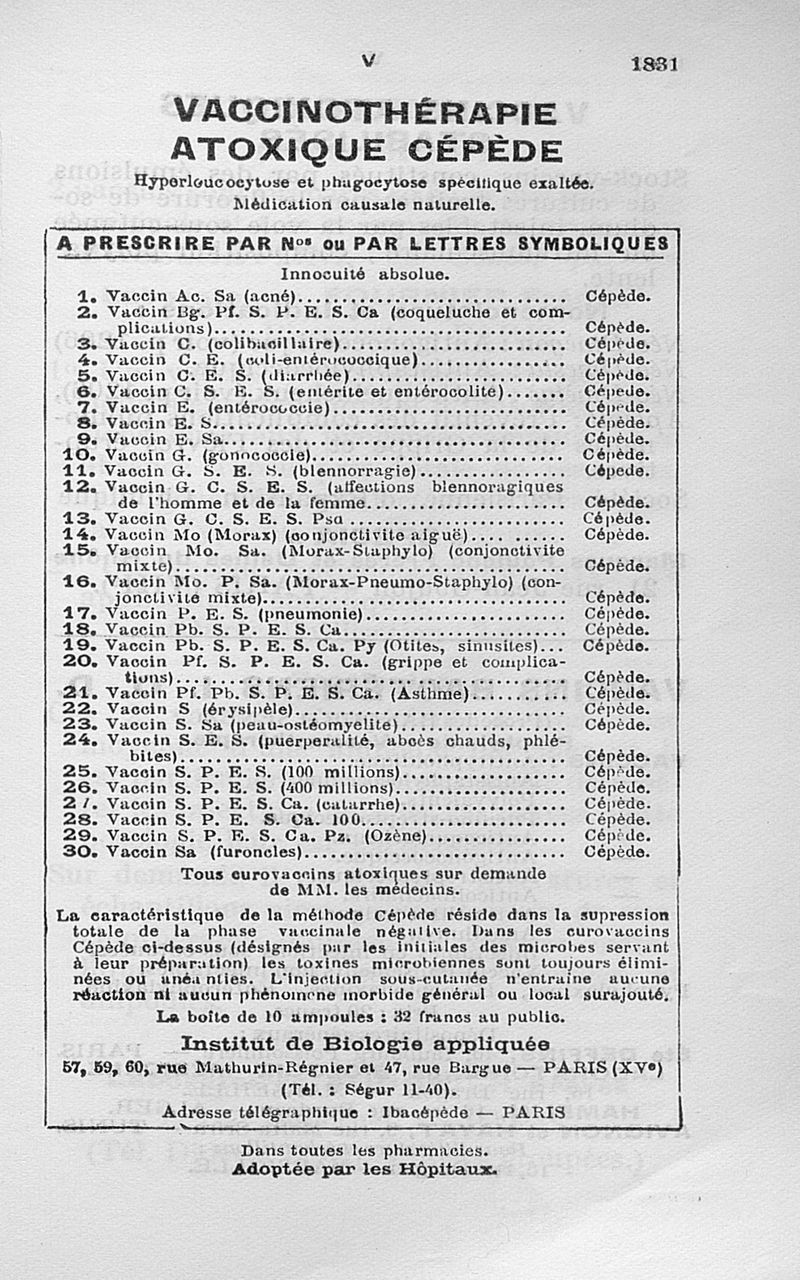 V 1831
VACCINOTHÉRAPIE
ATOXIQUE CÉPÈDE
Hyperleucocytose et phagocytose spécifique exaltée.
Médication causale naturelle.
A PRESCRIRE PAR Nos ou PAR LETTRES SYMBOLIQUES
Innocuité absolue.
1. Vaccin Ac. Sa (acné)........ Cépède.
2. Vaccin Bg. Pf. S. P. E. S. Ca (coqueluche et com-
plications)........ Cépède.
3. Vaccin C. (colibacillaire)........ Cépède.
4. Vaccin C. E. (coli-entérococcique)........ Cépède.
5. Vaccin C. E. S. (diarrhée)........ Cépède.
6. Vaccin C. S. E. S. (entérite et entérocolite)....... Cépède.
7. Vaccin E. (entérococcie)........ Cépède.
8. Vaccin E. S........ Cépède.
9. Vaccin E. Sa........ Cépède.
10. Vaccin G. (gonococcie)........ Cépède.
11. Vaccin G. S. E. S. (blennorragie)........ Cépede.
12. Vaccin G. C. S. E. S. (affections blennoragiques
de l'homme et de la femme........ Cépède.
13. Vaccin G. C. S. E. S. Psa ........ Cépède.
14. Vaccin Mo (Morax) (conjonctivite aiguë)........ Cépède.
15. Vaccin Mo. Sa. (Morax-Staphylo) (conjonctivite
mixte)........ Cépède.
16. Vaccin Mo. P. Sa. (Morax-Pneumo-Staphylo) (con-
jonctivite mixte)........ Cépède.
17. Vaccin P. E. S. (pneumonie)........ Cépède.
18. Vaccin Pb. S. P. E. S. Ca........ Cépède.
19. Vaccin Pb. S. P. E. S. Ca. Py (Otites, sinusites)... Cépède.
20. Vaccin Pf. S. P. E. S. Ca. (grippe et complica-
tions)........ Cépède.
21. Vaccin Pf. Pb. S. P. E. S. Ca. (Asthme)........ Cépède.
22. Vaccin S (érysipèle)........ Cépède.
23. Vaccin S. Sa (peau-ostéomyelite)........ Cépède.
24. Vaccin S. E. S. (puerperalité, abcès chauds, phlé-
bites)........ Cépède.
25. Vaccin S. P. E. S. (100 millions)........ Cépède.
26. Vaccin S. P. E. S. (400 millions)........ Cépède.
27. Vaccin S. P. E. S. Ca. (catarrhe)........ Cépède.
28. Vaccin S. P. E. S. Ca. 100........ Cépède.
29. Vaccin S. P. E. S. Ca. Pz. (Ozène)........ Cépède.
30. Vaccin Sa (furoncles)........ Cépède.
Tous curovaccins atoxiques sur demande
de MM. les médecins.
La caractéristique de la méthode Cépède réside dans la supression
totale de la phase vaccinale négative. Dans les curovaccins
Cépède ci-dessus (désignés par les initiales des microbes servant
à leur préparation) les toxines microbiennes sont toujours élimi-
nées ou anéanties. L'injection sous-cutanée n'entraine aucune
réaction ni aucun phénomène morbide général ou local surajouté.
La boîte de 10 ampoules : 32 francs au public.
Institut de Biologie appliquée
57, 59, 60, rue Mathurin-Régnier et 47, rue Bargue — PARIS (XVe)
(Tél. : Ségur 11-40).
Adresse télégraphique : Ibacépède — PARIS
Dans toutes les pharmacies.
Adoptée par les Hôpitaux.